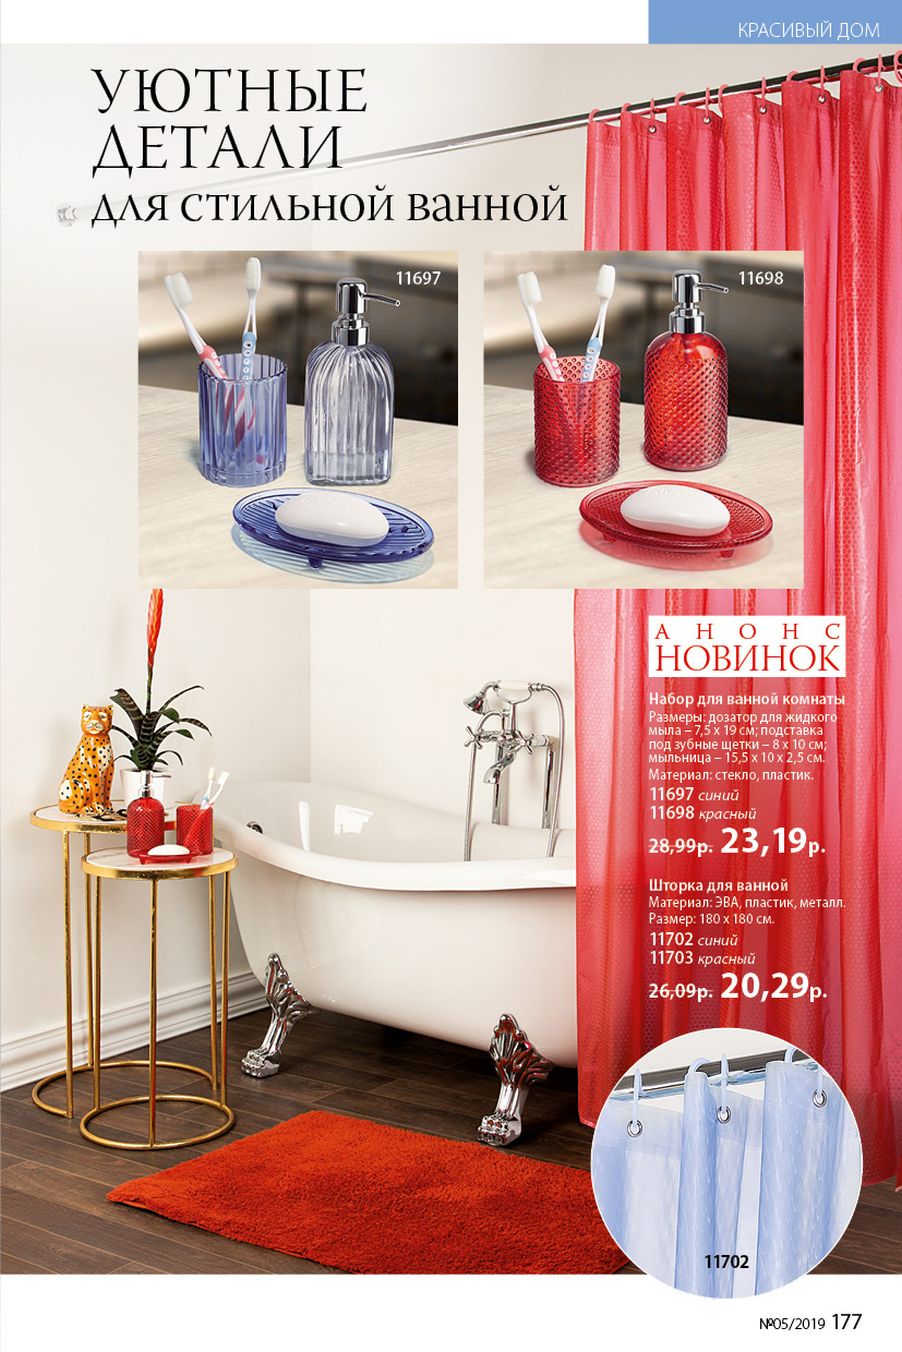 КРАСИВЫЙ ДОМ
УЮТНЫЕ
ДЕТАЛИ
для стильной ванной
11697
11698
АНОНС
НОВИНОК
Набор для ванной комнаты
Размеры: дозатор для жидкого
мыла – 7,5 х 19 см; подставка
под зубные щетки – 8 х 10 см;
мыльница – 15,5 х 10 х 2,5 см.
Материал: стекло, пластик.
11697 синий
11698 красный
28,99р. 23,19р.
Шторка для ванной
Материал: ЭВА, пластик, металл.
Размер: 180 х 180 см.
11702 синий
11703 красный
26,09р. 20,29р.
11702
№05/2019 177